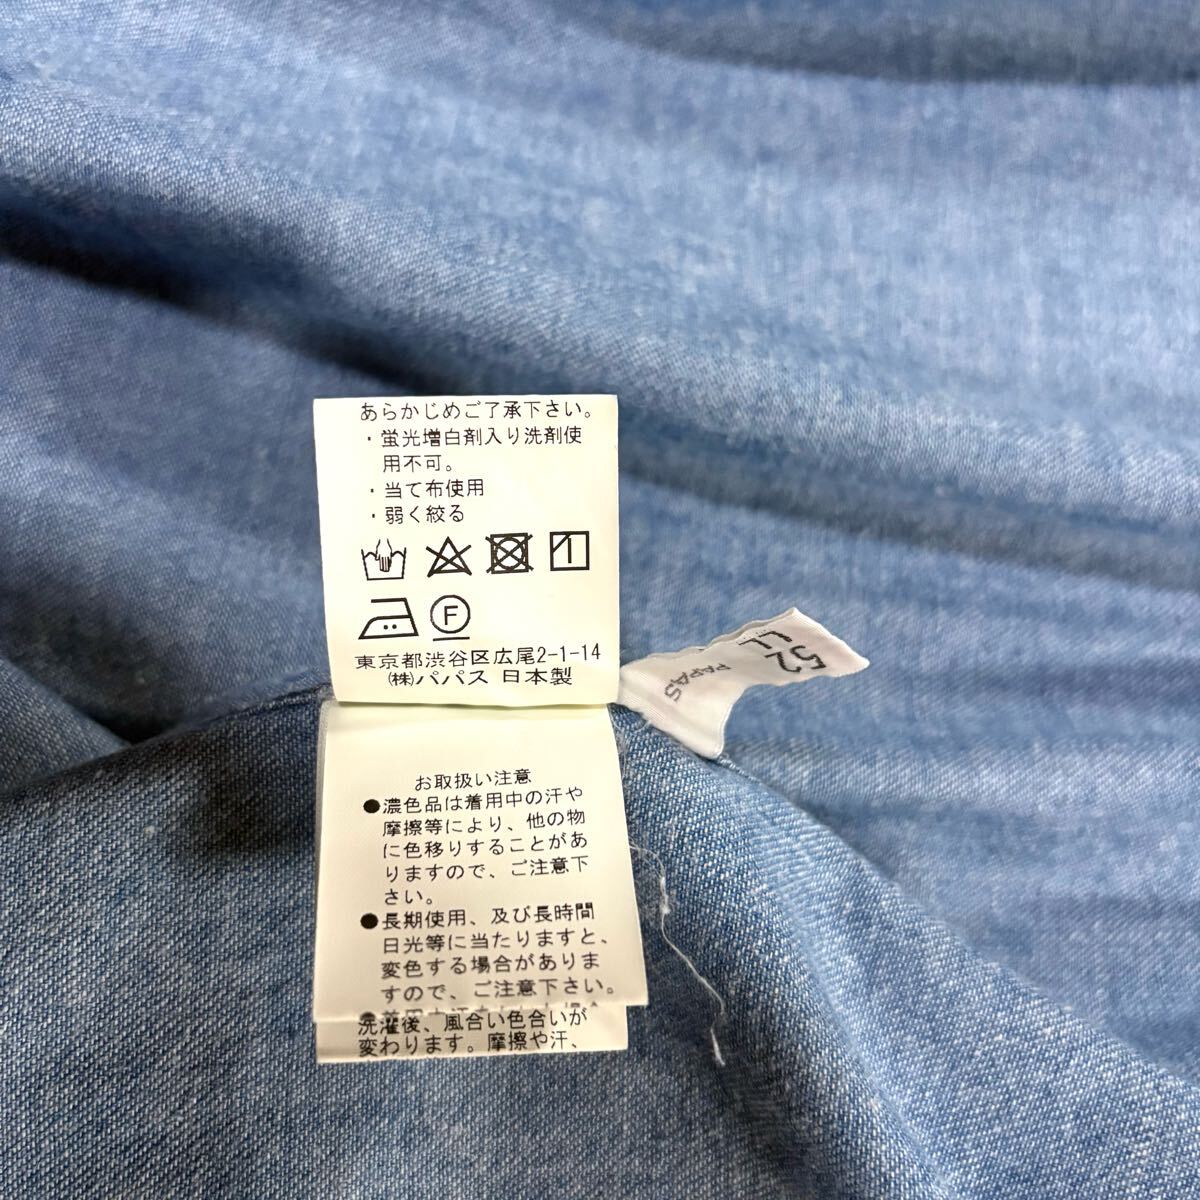 あらかじめご了承下さい。
・蛍光増白剤入り洗剤使
用不可。
・当て布使用
・弱く絞る
F
東京都渋谷区広尾2-1-14
㈱パパス 日本製
52
LL
PAPAS
お取扱い注意
●濃色品は着用中の汗や
摩擦等により、他の物
に色移りすることがあ
りますので、ご注意下
さい。
●長期使用、及び長時間
日光等に当たりますと、
変色する場合がありま
すので、ご注意下さい。
洗濯後、風合い色合いが
変わります。摩擦や汗、